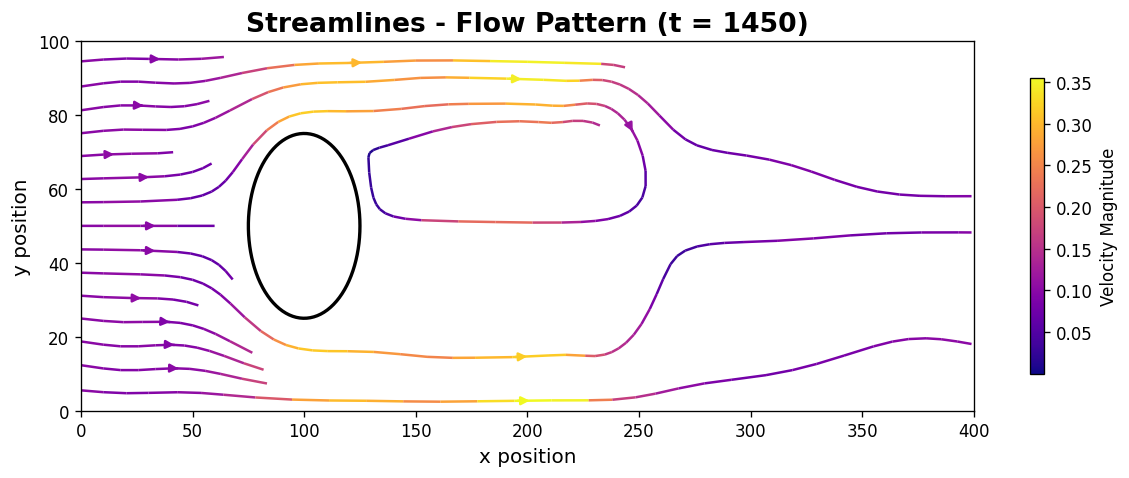 Streamlines - Flow Pattern (t = 1450)
100
80
60
40
20
0
y position
0 50 100 150 200 250 300 350 400
x position
0.35
0.30
0.25
0.20
0.15
0.10
0.05
Velocity Magnitude